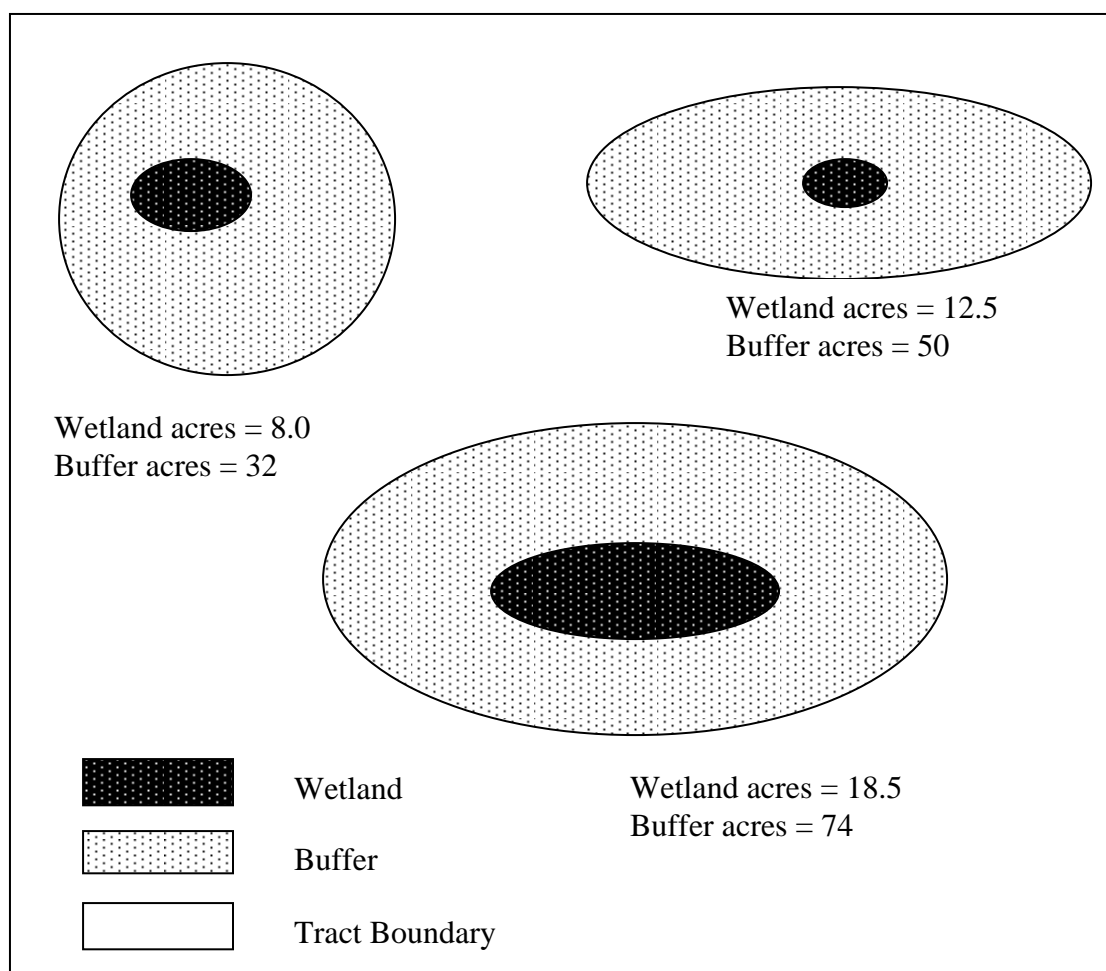 Wetland acres = 12.5
Buffer acres = 50
Wetland acres = 8.0
Buffer acres = 32
Wetland acres = 18.5
Buffer acres = 74
Wetland
Buffer
Tract Boundary